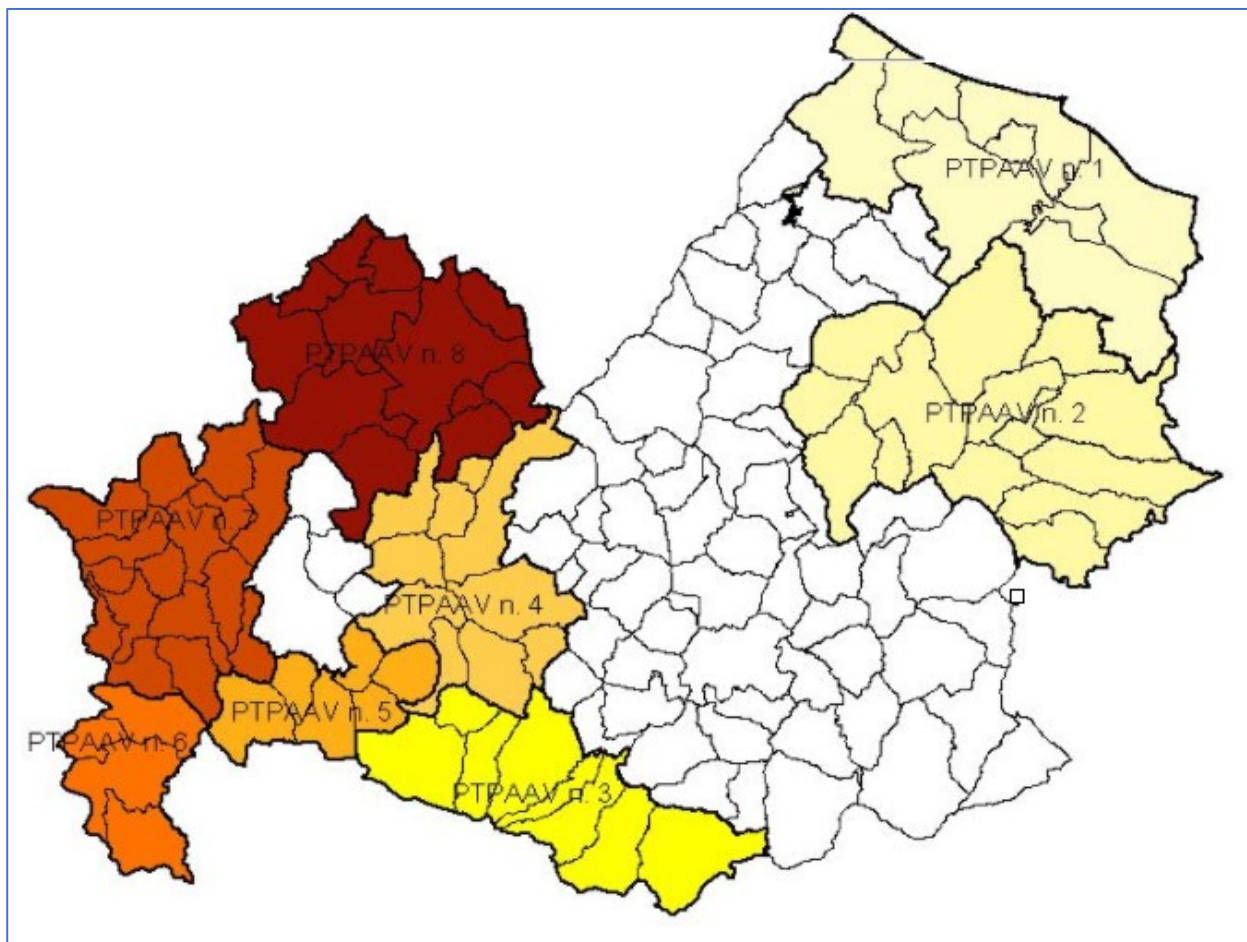 PTPAAV n. 1
PTPAAV n. 8
PTPAAV n. 2
PTPAAV n. 7
PTPAAV n. 4
PTPAAV n. 5
PTPAAV n. 6
PTPAAV n. 3